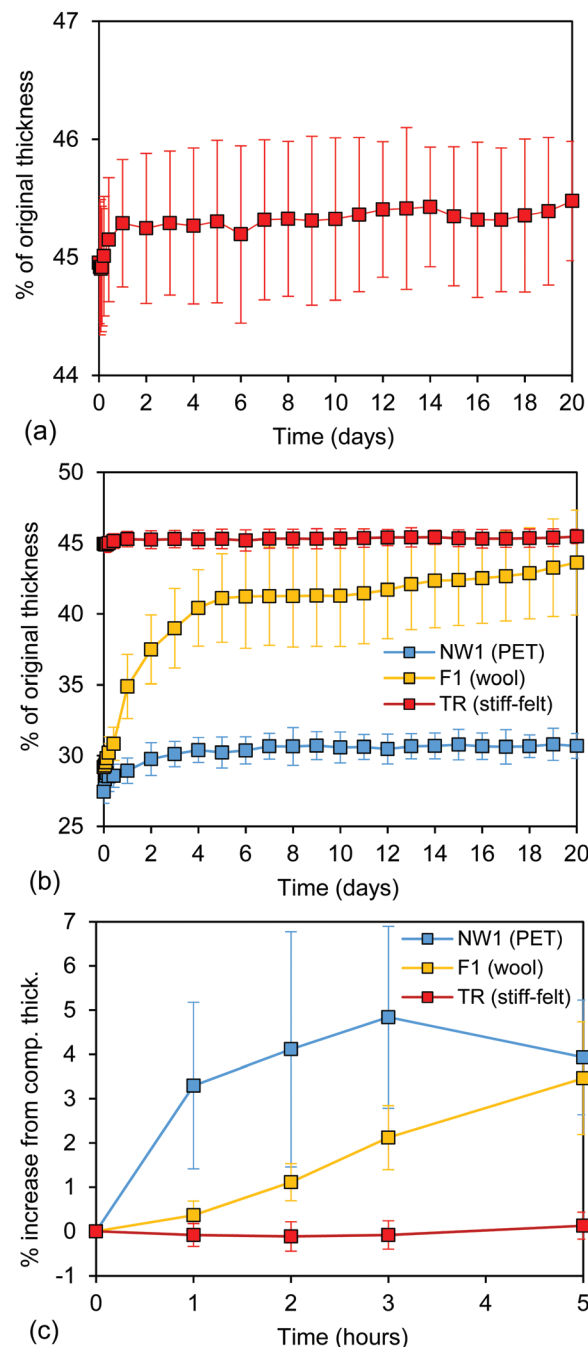 % of original thickness
47
46
45
44
0 2 4 6 8 10 12 14 16 18 20
Time (days)
(a)
% of original thickness
50
45
40
35
30
25
NW1 (PET)
F1 (wool)
TR (stiff-felt)
0 2 4 6 8 10 12 14 16 18 20
Time (days)
(b)
% increase from comp. thick.
7
6
5
4
3
2
1
0
-1
NW1 (PET)
F1 (wool)
TR (stiff-felt)
0 1 2 3 4 5
Time (hours)
(c)